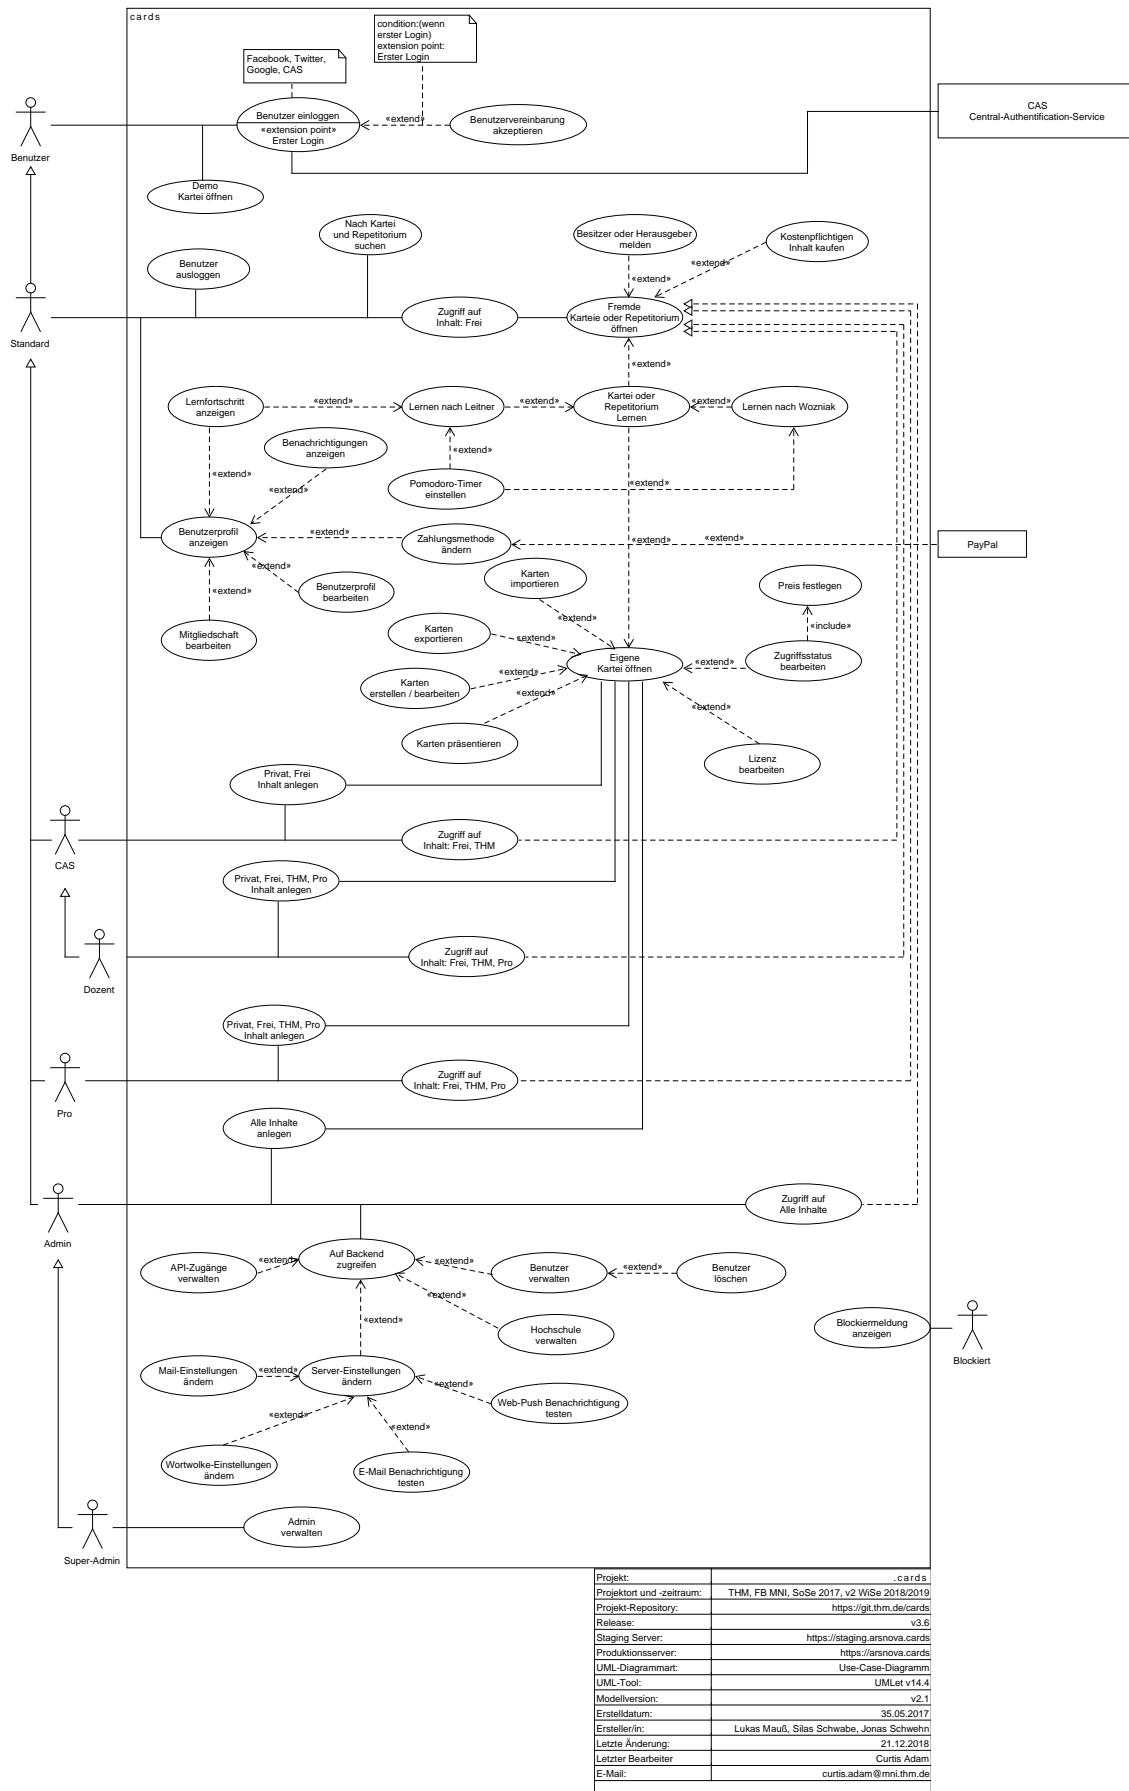 cards
condition:(wenn
erster Login)
extension point:
Erster Login
Facebook, Twitter,
Google, CAS
CAS
Central-Authentification-Service
Benutzer einloggen
«extension point»
Erster Login
«extend»
Benutzervereinbarung
akzeptieren
Benutzer
Demo
Kartei öffnen
Nach Kartei
und Repetitorium
suchen
Besitzer oder Herausgeber
melden
Kostenpflichtigen
Inhalt kaufen
Benutzer
ausloggen
«extend»
«extend»
Standard
Zugriff auf
Inhalt: Frei
Fremde
Karteie oder Repetitorium
öffnen
«extend»
Lernfortschritt
anzeigen
«extend»
Lernen nach Leitner
«extend»
Kartei oder
Repetitorium
Lernen
«extend»
Lernen nach Wozniak
Benachrichtigungen
anzeigen
«extend»
«extend»
«extend»
«extend»
Pomodoro-Timer
einstellen
«extend»
«extend»
Benutzerprofil
anzeigen
«extend»
Zahlungsmethode
ändern
«extend»
«extend»
PayPal
«extend»
Benutzerprofil
bearbeiten
«extend»
Karten
importieren
Preis festlegen
«extend»
«include»
Mitgliedschaft
bearbeiten
Karten
exportieren
«extend»
Eigene
Kartei öffnen
«extend»
Zugriffsstatus
bearbeiten
Karten
erstellen / bearbeiten
«extend»
«extend»
«extend»
Karten präsentieren
Lizenz
bearbeiten
Privat, Frei
Inhalt anlegen
CAS
Zugriff auf
Inhalt: Frei, THM
Privat, Frei, THM, Pro
Inhalt anlegen
Dozent
Zugriff auf
Inhalt: Frei, THM, Pro
Privat, Frei, THM, Pro
Inhalt anlegen
Pro
Zugriff auf
Inhalt: Frei, THM, Pro
Alle Inhalte
anlegen
Admin
Zugriff auf
Alle Inhalte
API-Zugänge
verwalten
«extend»
Auf Backend
zugreifen
«extend»
Benutzer
verwalten
«extend»
Benutzer
löschen
«extend»
«extend»
Hochschule
verwalten
Blockiermeldung
anzeigen
Blockiert
Mail-Einstellungen
ändern
«extend»
Server-Einstellungen
ändern
«extend»
Web-Push Benachrichtigung
testen
«extend»
«extend»
Wortwolke-Einstellungen
ändern
E-Mail Benachrichtigung
testen
Super-Admin
Admin
verwalten
Projekt: .cards
Projektort und -zeitraum: THM, FB MNI, SoSe 2017, v2 WiSe 2018/2019
Projekt-Repository: https://git.thm.de/cards
Release: v3.6
Staging Server: https://staging.arsnova.cards
Produktionsserver: https://arsnova.cards
UML-Diagrammart: Use-Case-Diagramm
UML-Tool: UMLet v14.4
Modellversion: v2.1
Erstelldatum: 35.05.2017
Ersteller/in: Lukas Mauß, Silas Schwabe, Jonas Schwehn
Letzte Änderung: 21.12.2018
Letzter Bearbeiter Curtis Adam
E-Mail: curtis.adam@mni.thm.de